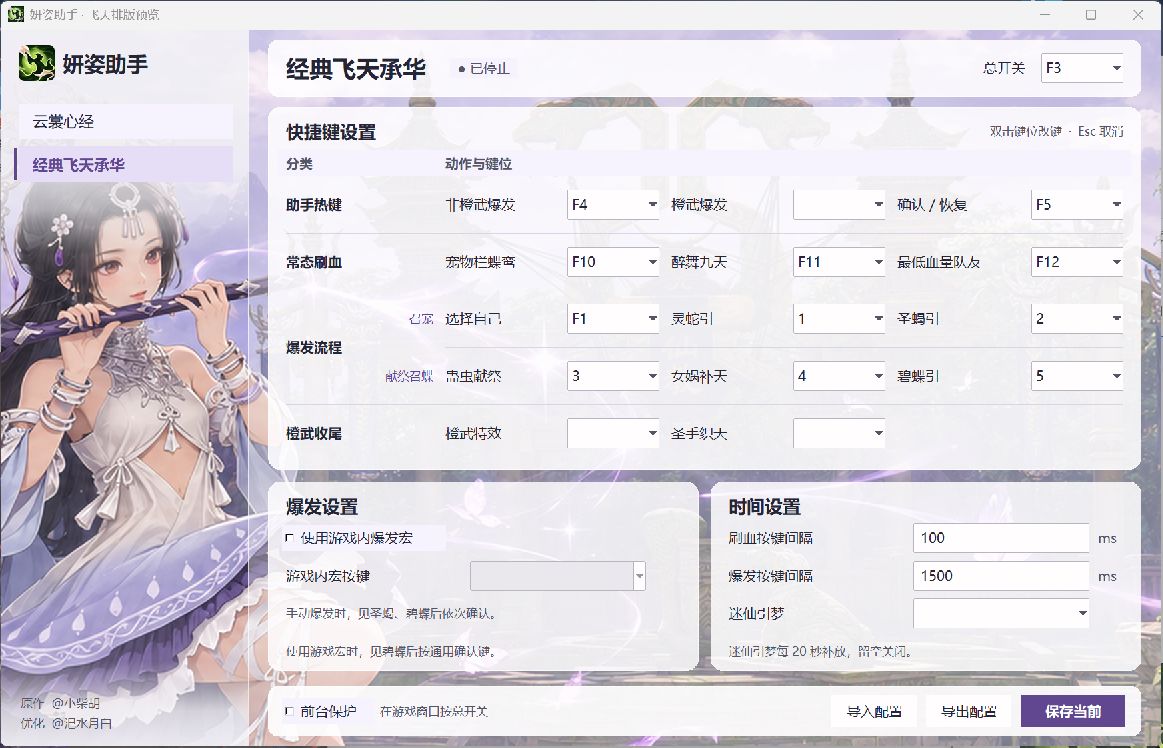 妍姿助手 · 飞天排版预览
妍姿助手
云裳心经
经典飞天承华
原作 @小柴胡
优化 @汜水月白
经典飞天承华 ● 已停止 总开关 F3
快捷键设置 双击键位改键 · Esc 取消
分类 动作与键位
助手热键 非橙武爆发 F4 橙武爆发 确认 / 恢复 F5
常态刷血 宠物栏蝶鸾 F10 醉舞九天 F11 最低血量队友 F12
召宠 选择自己 F1 灵蛇引 1 圣蝎引 2
爆发流程
献祭召蝶 蛊虫献祭 3 女娲补天 4 碧蝶引 5
橙武收尾 橙武特效 圣手织天
爆发设置
使用游戏内爆发宏
游戏内宏按键
手动爆发时，见圣蝎、碧蝶后依次确认。
使用游戏宏时，见碧蝶后按通用确认键。
时间设置
刷血按键间隔 100 ms
爆发按键间隔 1500 ms
迷仙引梦
迷仙引梦每 20 秒补放，留空关闭。
前台保护 在游戏窗口按总开关 导入配置 导出配置 保存当前